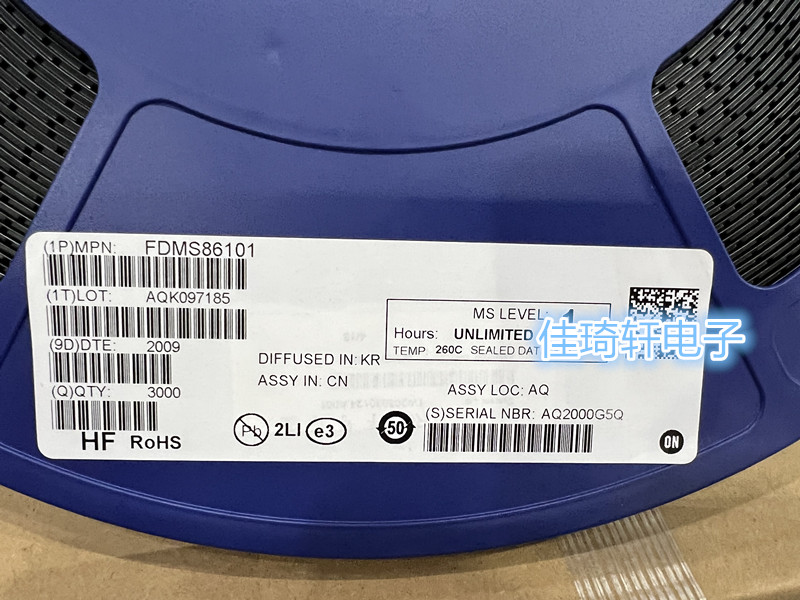 (1P)MPN: FDMS86101
(1T)LOT: AQK097185
(9D)DTE: 2009
(Q)QTY: 3000
HF RoHS
MS LEVEL: 1
Hours: UNLIMITED
TEMP 260C SEALED DAT
佳琦轩电子
DIFFUSED IN: KR
ASSY IN: CN
ASSY LOC: AQ
(S)SERIAL NBR: AQ2000G5Q
Pb 2LI e3 50
ON